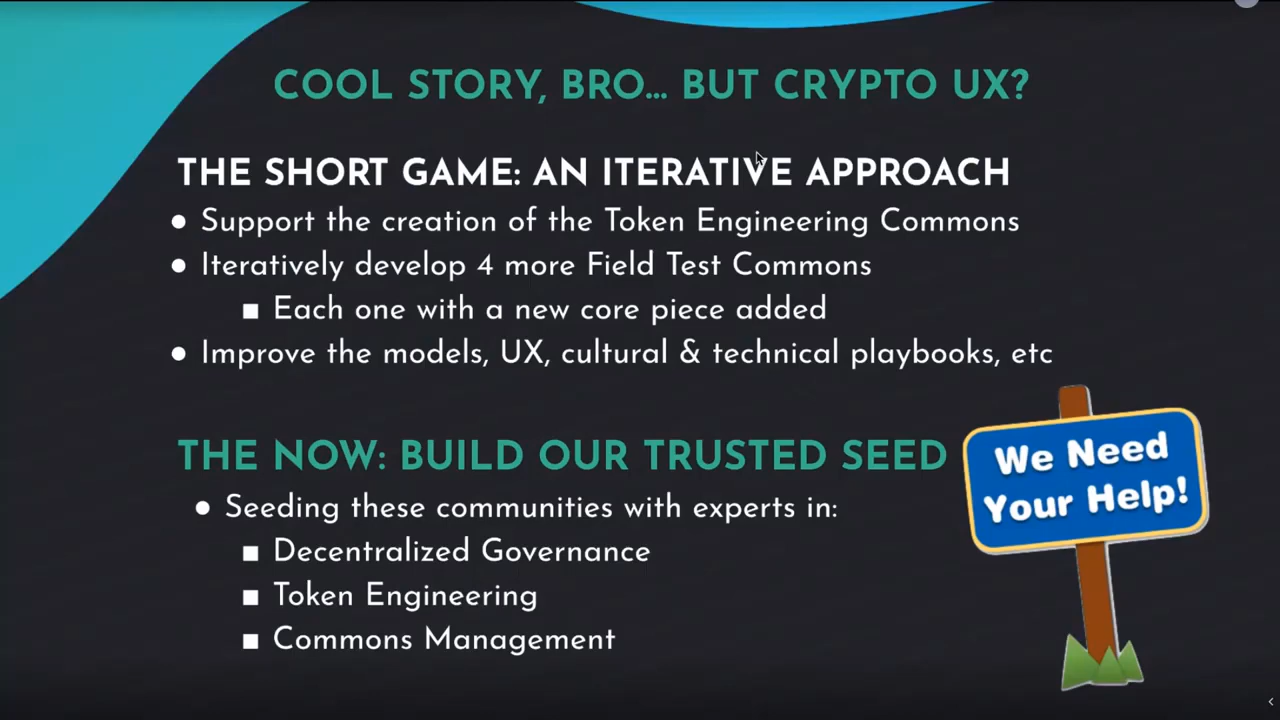 COOL STORY, BRO... BUT CRYPTO UX?
THE SHORT GAME: AN ITERATIVE APPROACH
● Support the creation of the Token Engineering Commons
● Iteratively develop 4 more Field Test Commons
■ Each one with a new core piece added
● Improve the models, UX, cultural & technical playbooks, etc
THE NOW: BUILD OUR TRUSTED SEED
● Seeding these communities with experts in:
■ Decentralized Governance
■ Token Engineering
■ Commons Management
We Need
Your Help!